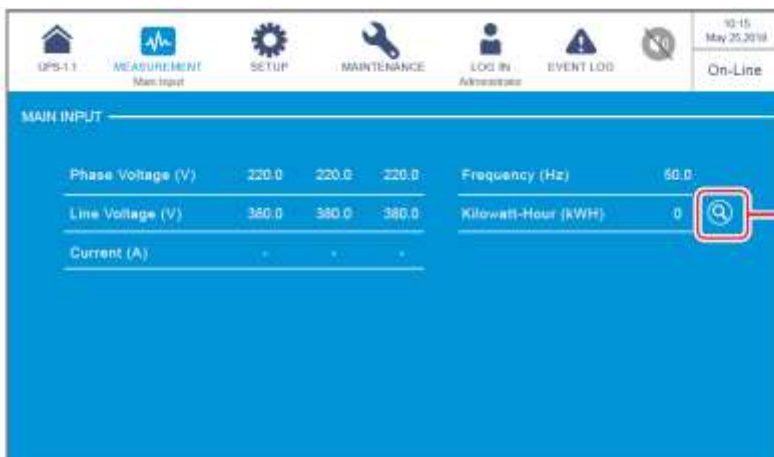 UPS-1.1 MEASUREMENT SETUP MAINTENANCE LOG IN EVENT LOG
Main Input Administrator
10:15
May 25,2018
On-Line
MAIN INPUT
Phase Voltage (V) 220.0 220.0 220.0
Line Voltage (V) 380.0 380.0 380.0
Current (A) - - -
Frequency (Hz) 50.0
Kilowatt-Hour (kWH) 0